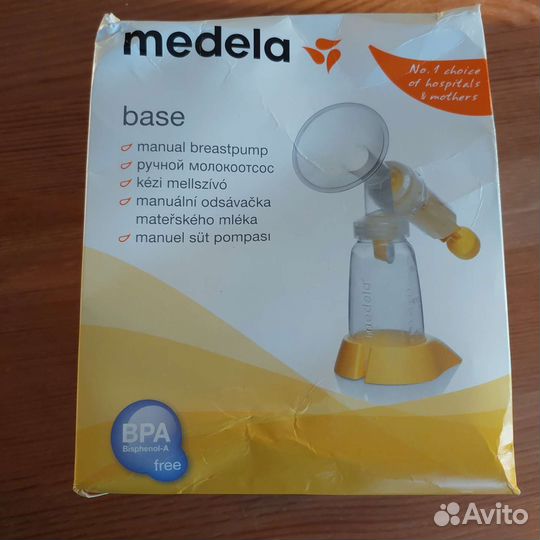 medela
No. 1 choice
of hospitals
& mothers
base
manual breastpump
ручной молокоотсос
kézi mellszívó
manuální odsávačka
mateřského mléka
manuel süt pompası
medela
BPA
Bisphenol-A
free
Avito